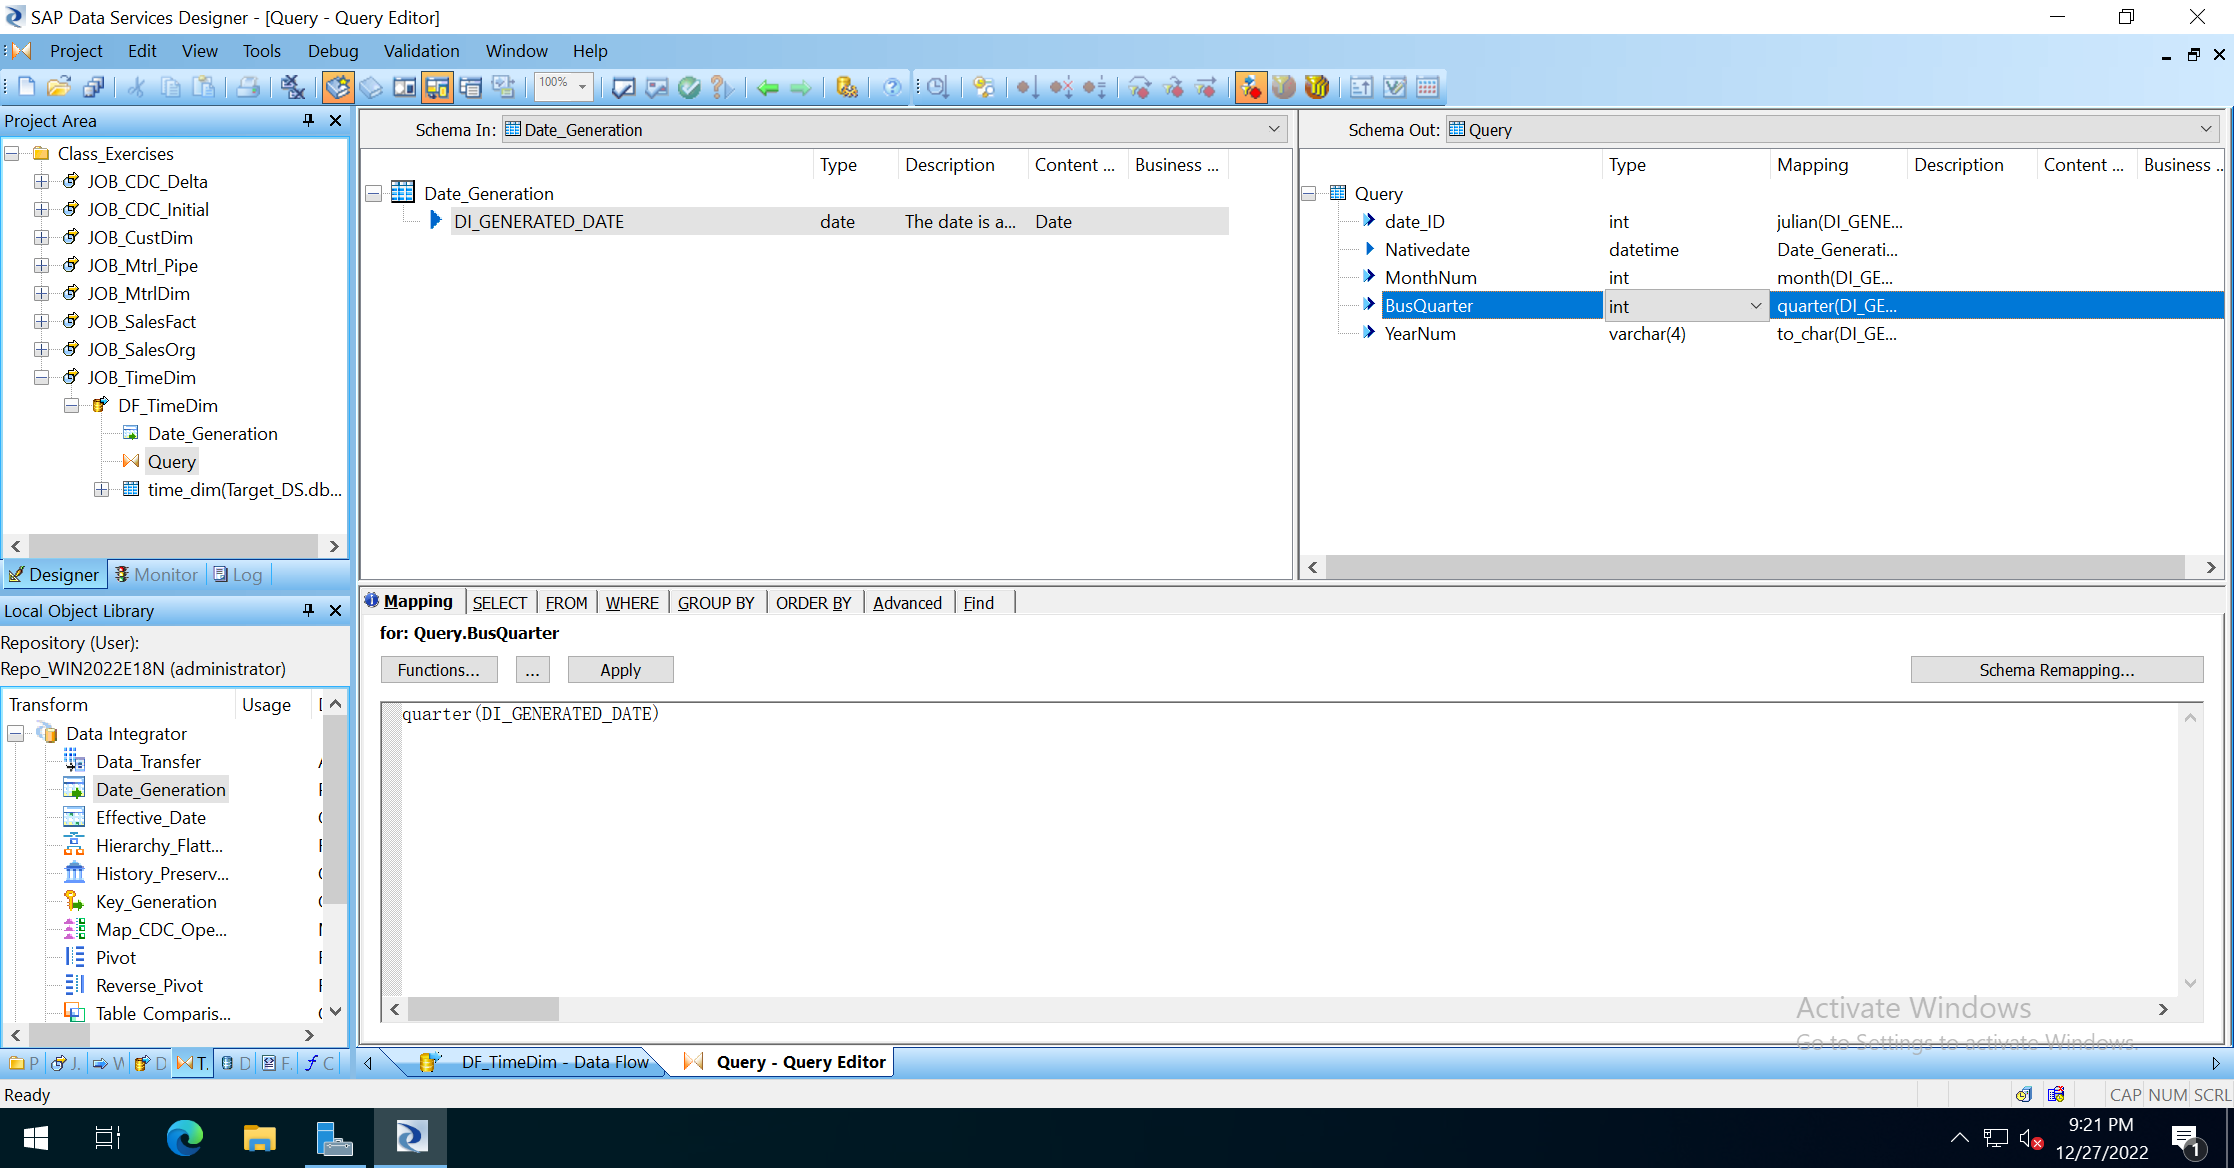 SAP Data Services Designer - [Query - Query Editor]
Project Edit View Tools Debug Validation Window Help
100%
Project Area
Class_Exercises
JOB_CDC_Delta
JOB_CDC_Initial
JOB_CustDim
JOB_Mtrl_Pipe
JOB_MtrlDim
JOB_SalesFact
JOB_SalesOrg
JOB_TimeDim
DF_TimeDim
Date_Generation
Query
time_dim(Target_DS.db...
Designer Monitor Log
Local Object Library
Repository (User):
Repo_WIN2022E18N (administrator)
Transform Usage
Data Integrator
Data_Transfer
Date_Generation
Effective_Date
Hierarchy_Flatt...
History_Preserv...
Key_Generation
Map_CDC_Ope...
Pivot
Reverse_Pivot
Table Comparis...
P J. W D T. D F. C
Schema In: Date_Generation
Type Description Content ... Business ...
Date_Generation
DI_GENERATED_DATE date The date is a... Date
Schema Out: Query
Type Mapping Description Content ... Business ..
Query
date_ID int julian(DI_GENE...
Nativedate datetime Date_Generati...
MonthNum int month(DI_GE...
BusQuarter int quarter(DI_GE...
YearNum varchar(4) to_char(DI_GE...
Mapping SELECT FROM WHERE GROUP BY ORDER BY Advanced Find
for: Query.BusQuarter
Functions... ... Apply Schema Remapping...
quarter(DI_GENERATED_DATE)
Activate Windows
Go to Settings to activate Windows.
DF_TimeDim - Data Flow Query - Query Editor
Ready CAP NUM SCRL
9:21 PM
12/27/2022
1